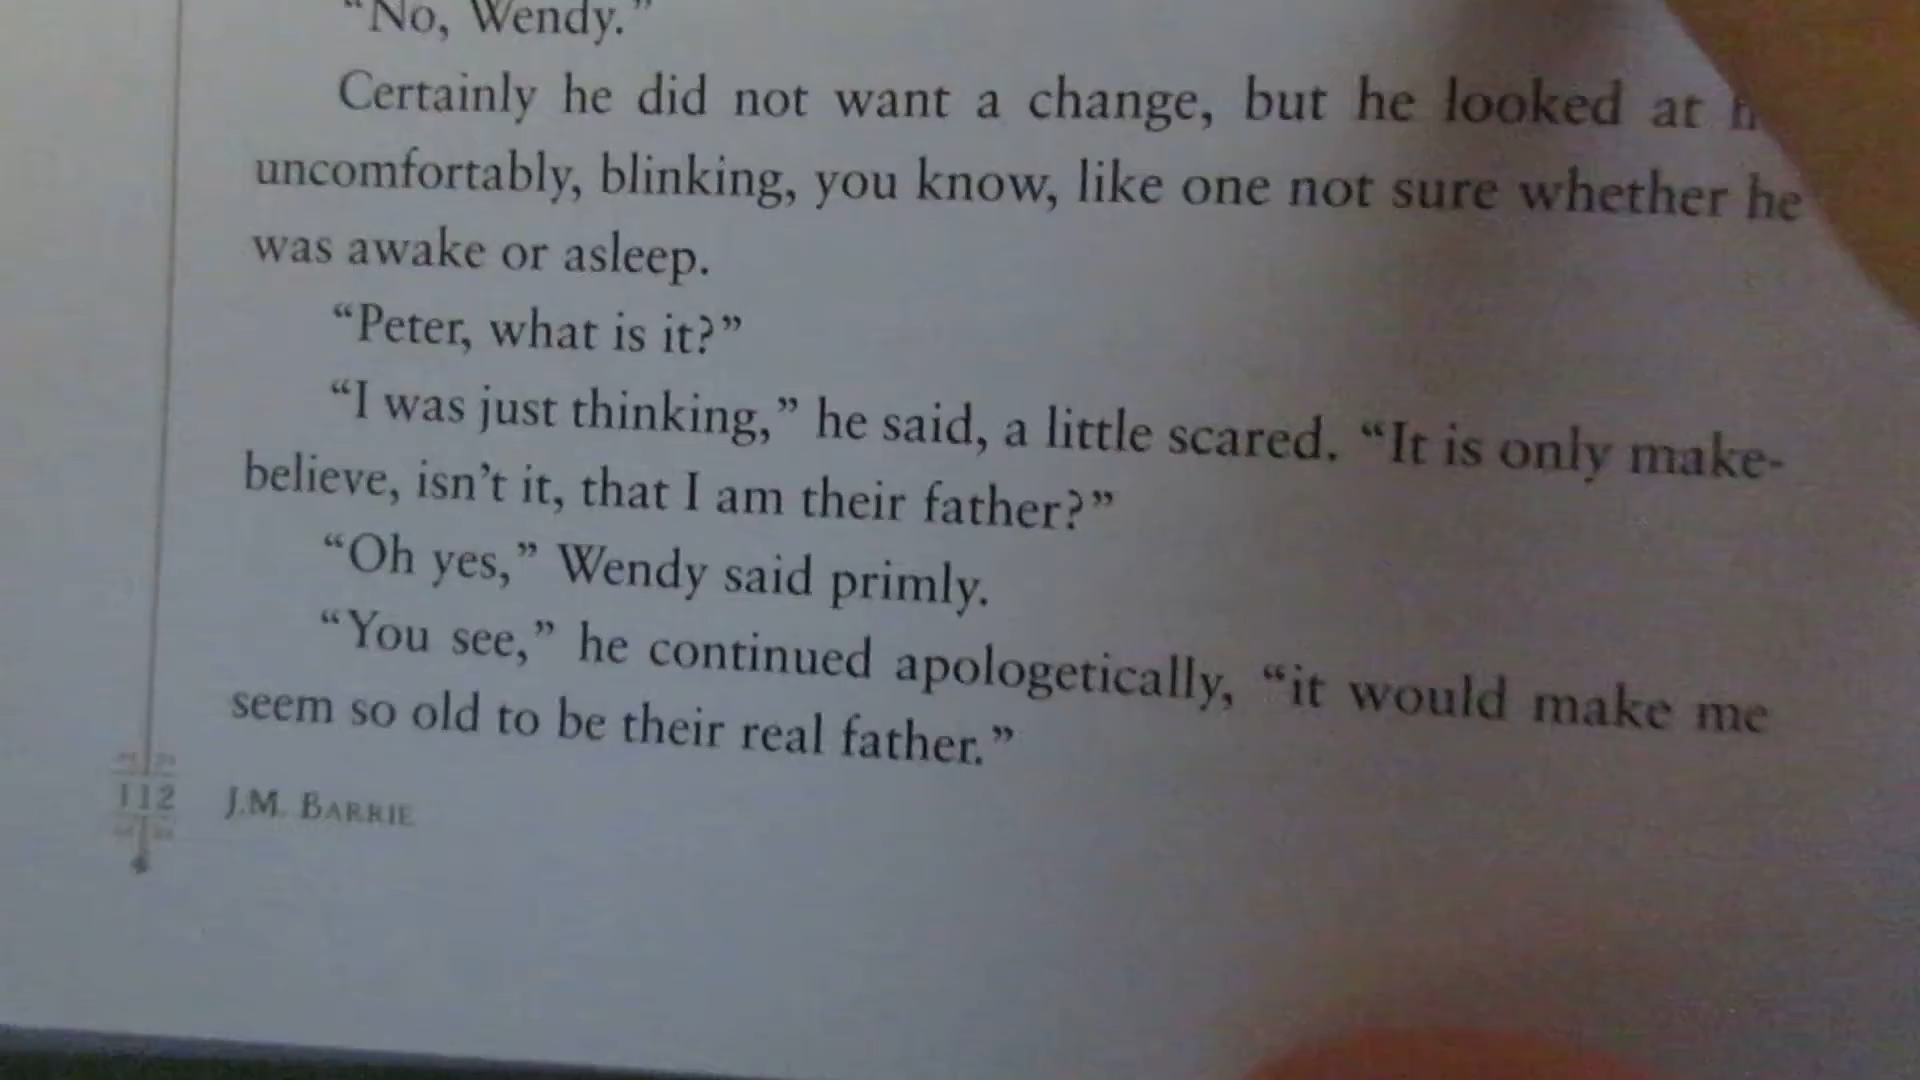 "No, Wendy."
Certainly he did not want a change, but he looked at
uncomfortably, blinking, you know, like one not sure whether he
was awake or asleep.
"Peter, what is it?"
"I was just thinking," he said, a little scared. "It is only make-
believe, isn't it, that I am their father?"
"Oh yes," Wendy said primly.
"You see," he continued apologetically, "it would make me
seem so old to be their real father."
112 J.M. BARRIE